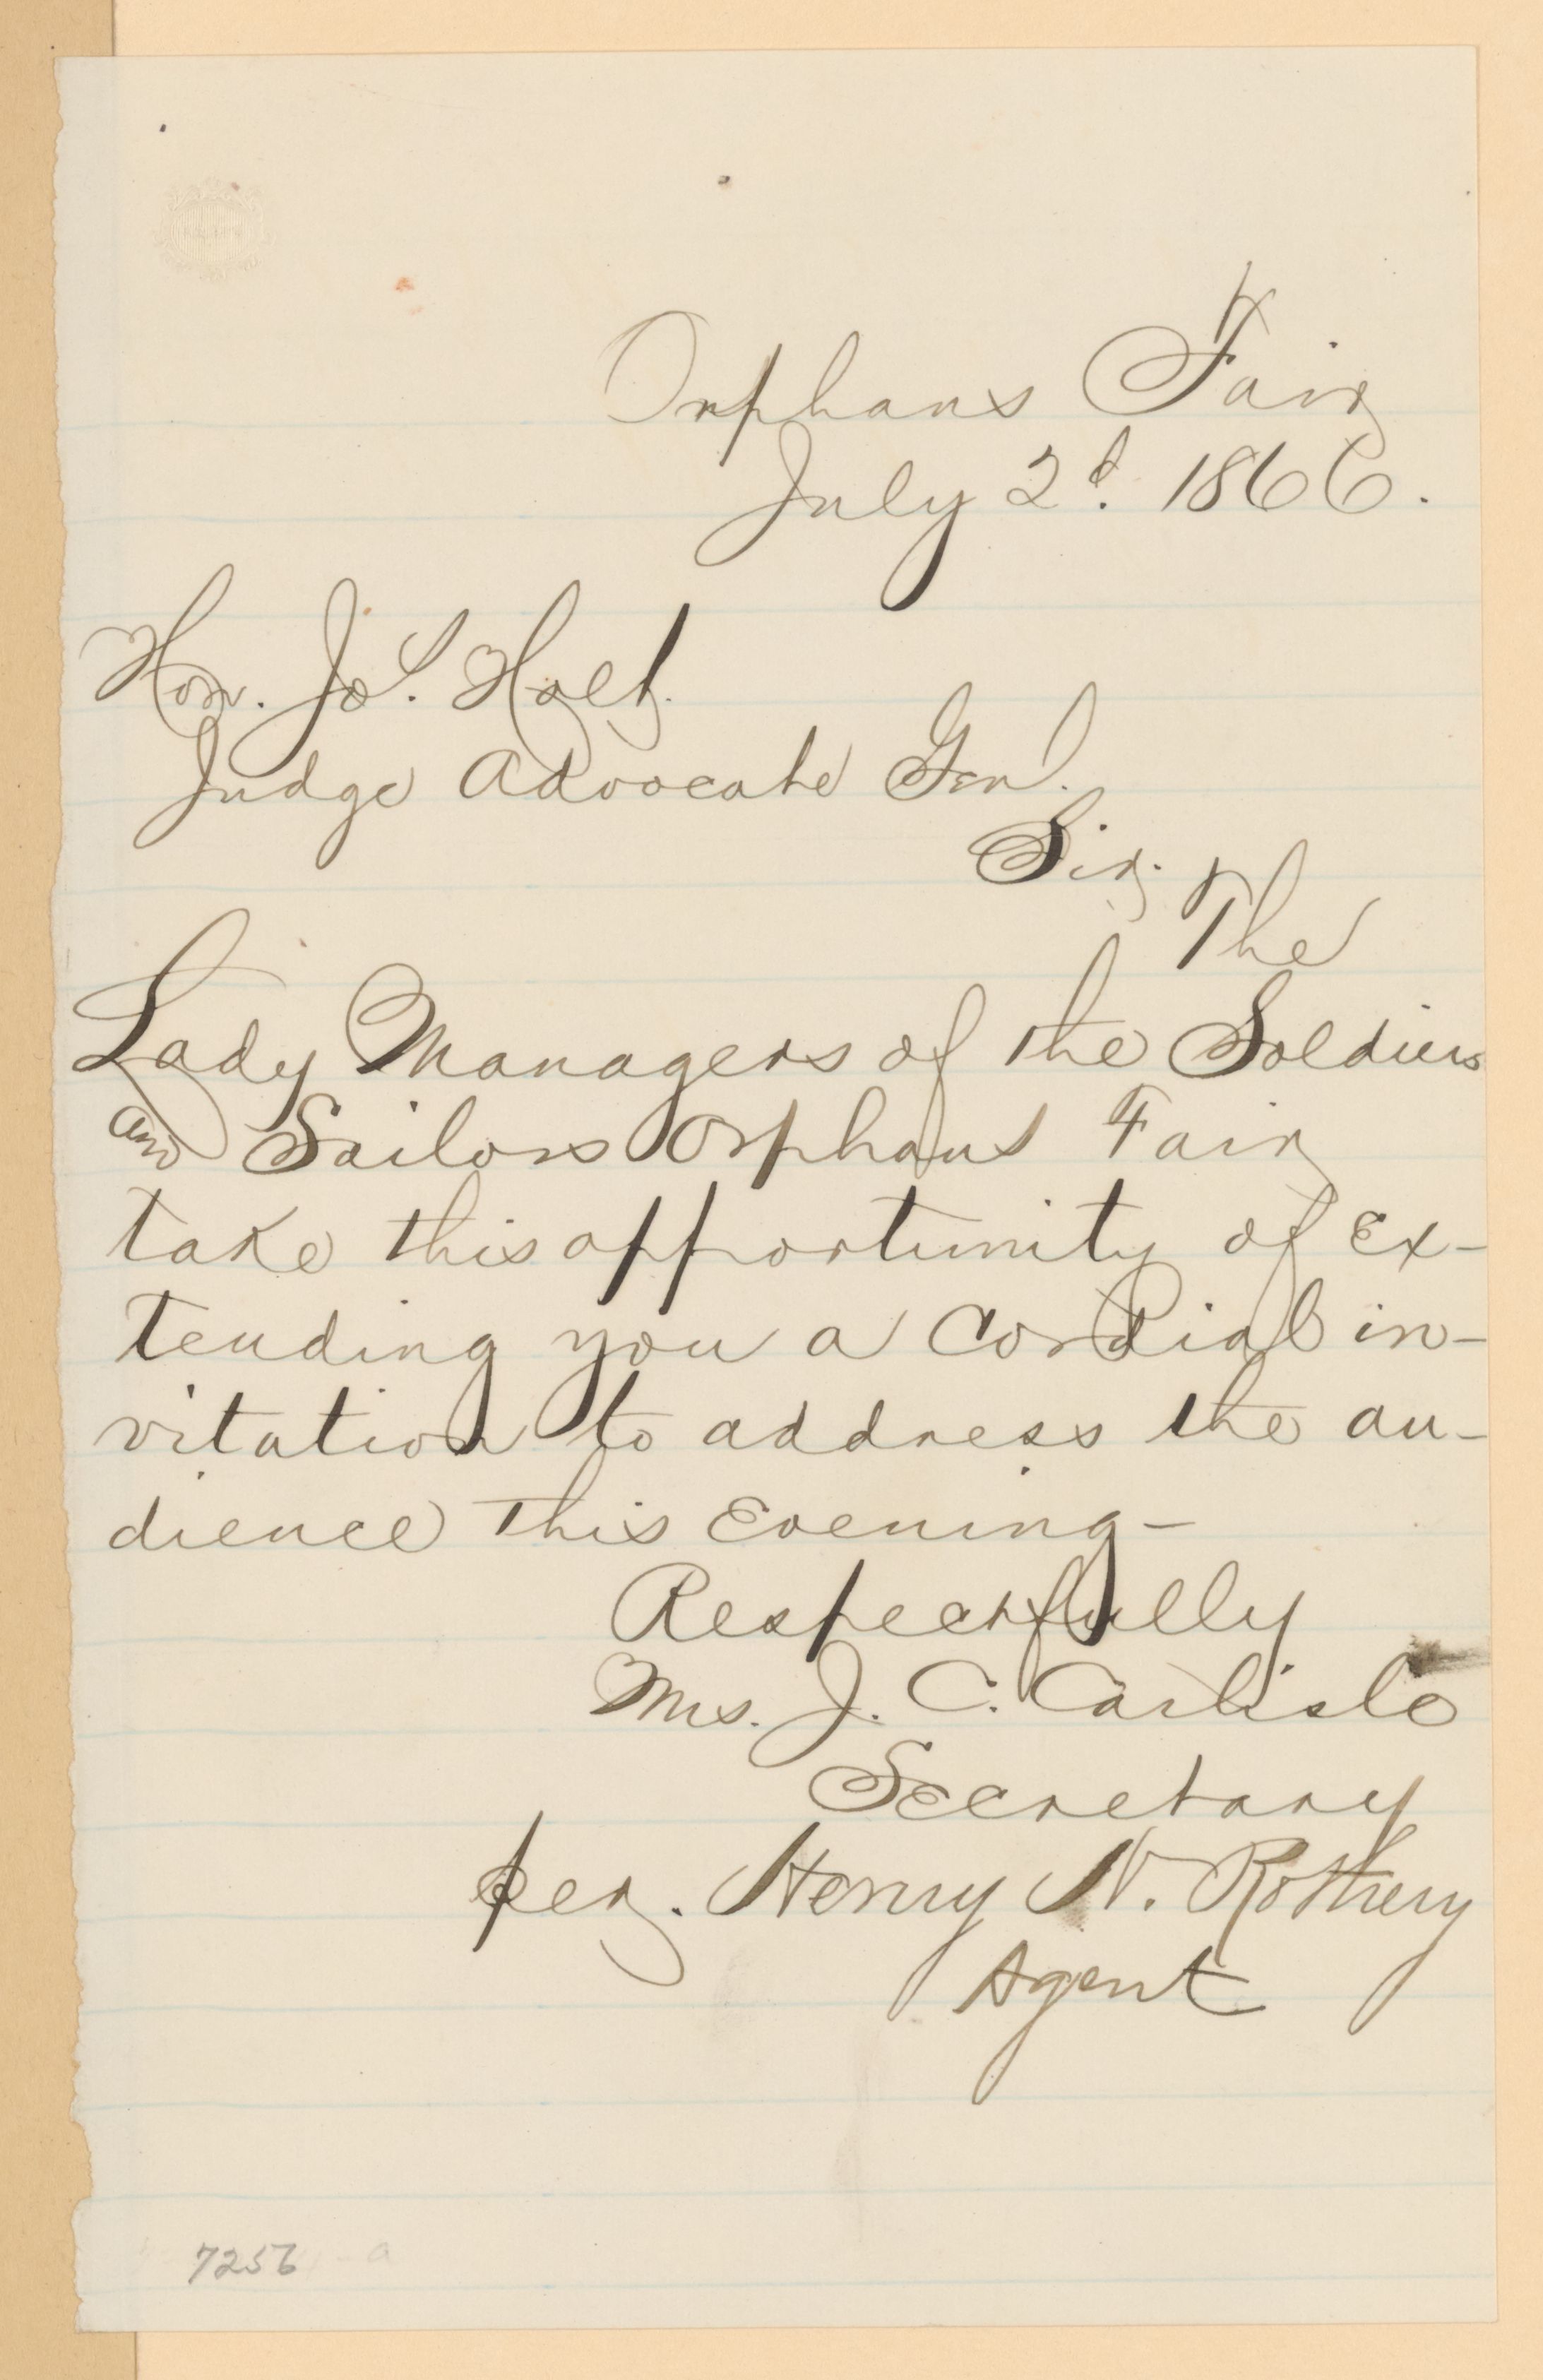 Orphans Fair
July 2d. 1866.
Hon. Jos. Holt.
Judge Advocate Genl.
Sir.
The
Lady Managers of the Soldiers
and Sailors Orphans Fair
take this opportunity of Ex-
tending you a Cordial in-
vitation to address the au-
dience this Evening-
Respectfully
Mrs. J. C. Carlisle
Secretary
per. Henry N. Rothery
Agent
7256